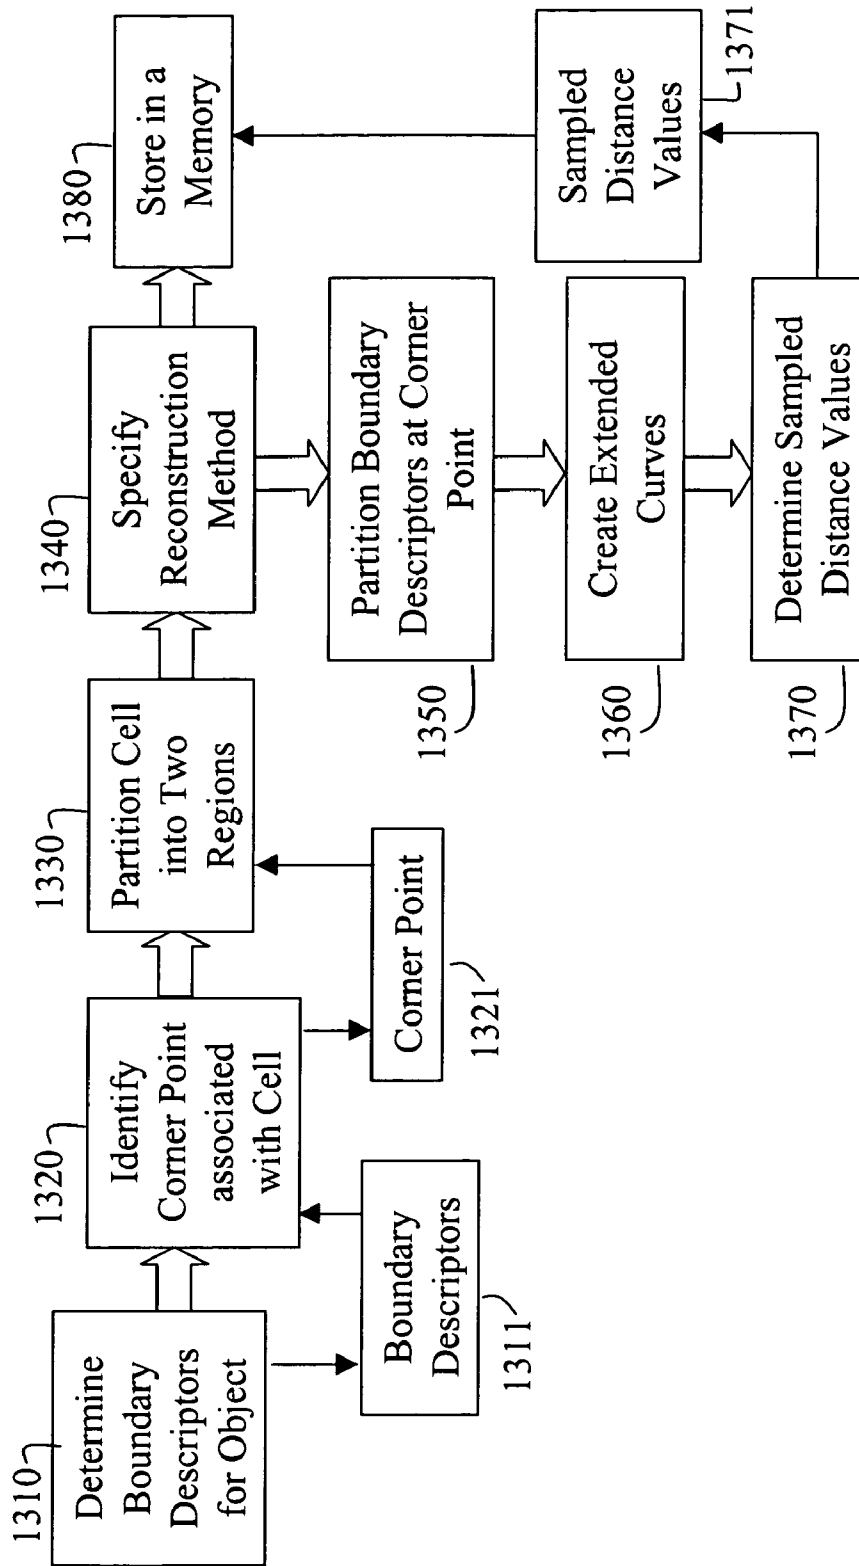 1310
Determine
Boundary
Descriptors
for Object
1311
Boundary
Descriptors
1320
Identify
Corner Point
associated
with Cell
1321
Corner Point
1330
Partition Cell
into Two
Regions
1340
Specify
Reconstruction
Method
1380
Store in a
Memory
1350
Partition Boundary
Descriptors at Corner
Point
1360
Create Extended
Curves
1370
Determine Sampled
Distance Values
Sampled
Distance
Values
1371